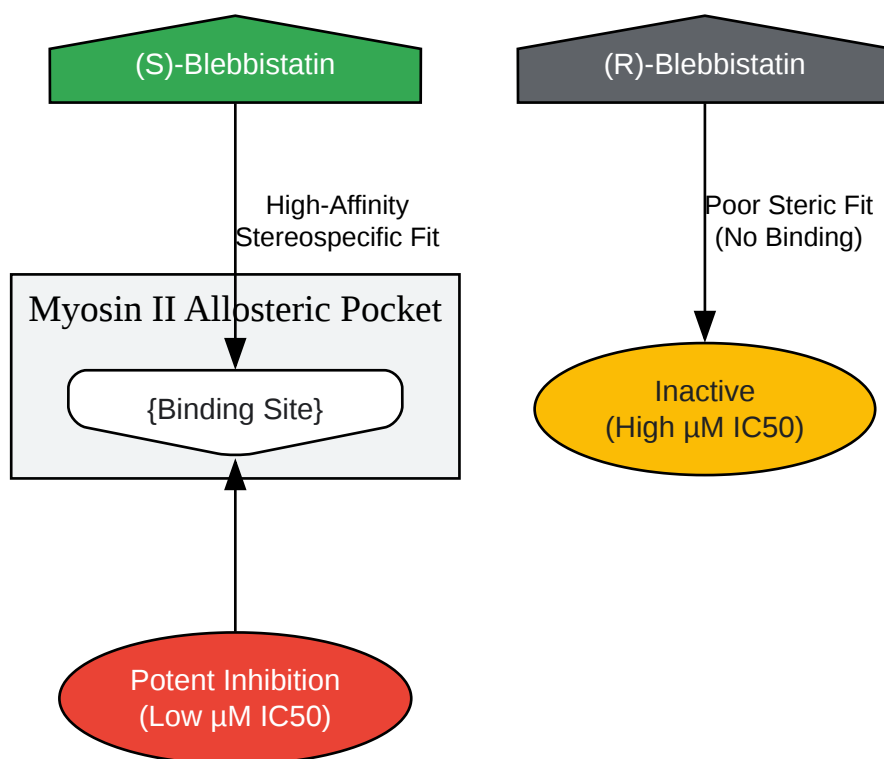 (S)-Blebbistatin
(R)-Blebbistatin
High-Affinity
Stereospecific Fit
Poor Steric Fit
(No Binding)
Myosin II Allosteric Pocket
{Binding Site}
Inactive
(High µM IC50)
Potent Inhibition
(Low µM IC50)